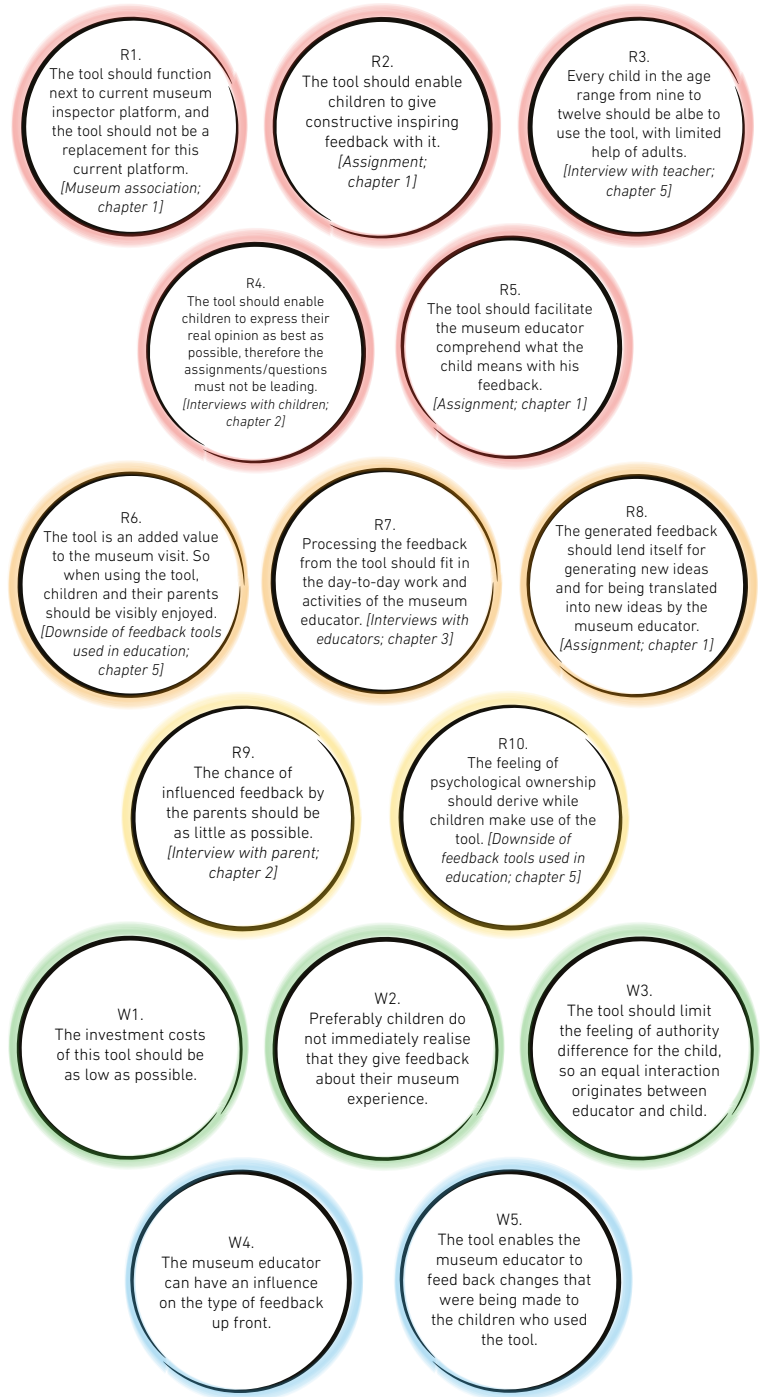 R1.
The tool should function
next to current museum
inspector platform, and
the tool should not be a
replacement for this
current platform.
[Museum association;
chapter 1]
R2.
The tool should enable
children to give
constructive inspiring
feedback with it.
[Assignment;
chapter 1]
R3.
Every child in the age
range from nine to
twelve should be albe to
use the tool, with limited
help of adults.
[Interview with teacher;
chapter 5]
R4.
The tool should enable
children to express their
real opinion as best as
possible, therefore the
assignments/questions
must not be leading.
[Interviews with children;
chapter 2]
R5.
The tool should facilitate
the museum educator
comprehend what the
child means with his
feedback.
[Assignment; chapter 1]
R6.
The tool is an added value
to the museum visit. So
when using the tool,
children and their parents
should be visibly enjoyed.
[Downside of feedback tools
used in education;
chapter 5]
R7.
Processing the feedback
from the tool should fit in
the day-to-day work and
activities of the museum
educator. [Interviews with
educators; chapter 3]
R8.
The generated feedback
should lend itself for
generating new ideas
and for being translated
into new ideas by the
museum educator.
[Assignment; chapter 1]
R9.
The chance of
influenced feedback by
the parents should be
as little as possible.
[Interview with parent;
chapter 2]
R10.
The feeling of
psychological ownership
should derive while
children make use of the
tool. [Downside of
feedback tools used in
education; chapter 5]
W1.
The investment costs
of this tool should be
as low as possible.
W2.
Preferably children do
not immediately realise
that they give feedback
about their museum
experience.
W3.
The tool should limit
the feeling of authority
difference for the child,
so an equal interaction
originates between
educator and child.
W4.
The museum educator
can have an influence
on the type of feedback
up front.
W5.
The tool enables the
museum educator to
feed back changes that
were being made to
the children who used
the tool.